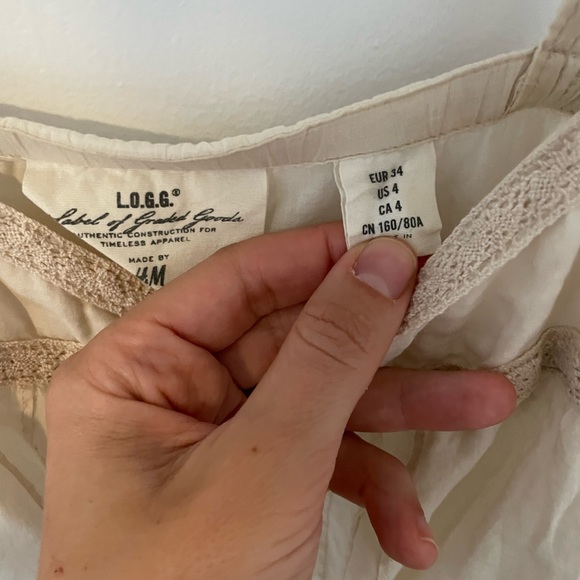 L.O.G.G.®
Label of Graded Goods
AUTHENTIC CONSTRUCTION FOR
TIMELESS APPAREL
MADE BY
H&M
EUR 34
US 4
CA 4
CN 160/80A
IN